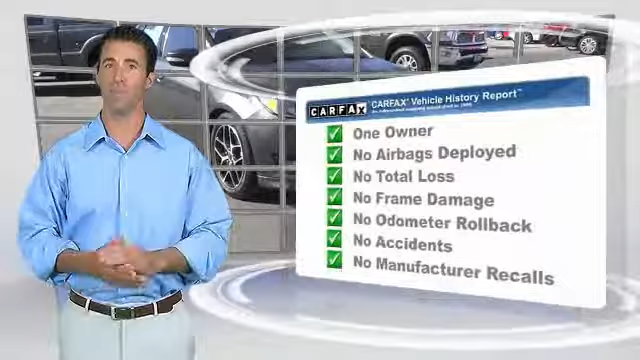 CARFAX CARFAX Vehicle History Report™
One Owner
No Airbags Deployed
No Total Loss
No Frame Damage
No Odometer Rollback
No Accidents
No Manufacturer Recalls